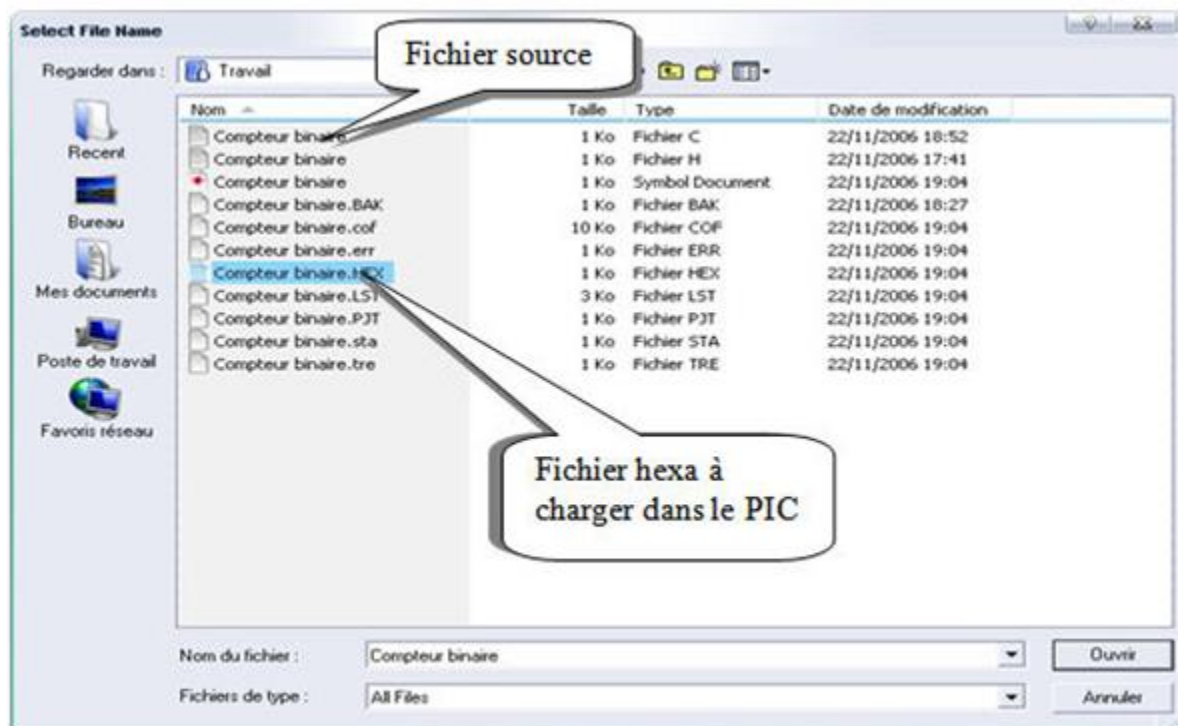 Select File Name
Fichier source
Regarder dans :
Travail
Nom Taille Type Date de modification
Compteur binaire 1 Ko Fichier C 22/11/2006 18:52
Compteur binaire 1 Ko Fichier H 22/11/2006 17:41
Compteur binaire 1 Ko Symbol Document 22/11/2006 19:04
Compteur binaire.BAK 1 Ko Fichier BAK 22/11/2006 18:27
Compteur binaire.cof 10 Ko Fichier COF 22/11/2006 19:04
Compteur binaire.err 1 Ko Fichier ERR 22/11/2006 19:04
Compteur binaire.HEX 1 Ko Fichier HEX 22/11/2006 19:04
Compteur binaire.LST 3 Ko Fichier LST 22/11/2006 19:04
Compteur binaire.PJT 1 Ko Fichier PJT 22/11/2006 19:04
Compteur binaire.sta 1 Ko Fichier STA 22/11/2006 19:04
Compteur binaire.tre 1 Ko Fichier TRE 22/11/2006 19:04
Recent
Bureau
Mes documents
Poste de travail
Favoris réseau
Fichier hexa à
charger dans le PIC
Nom du fichier : Compteur binaire Ouvrir
Fichiers de type : All Files Annuler